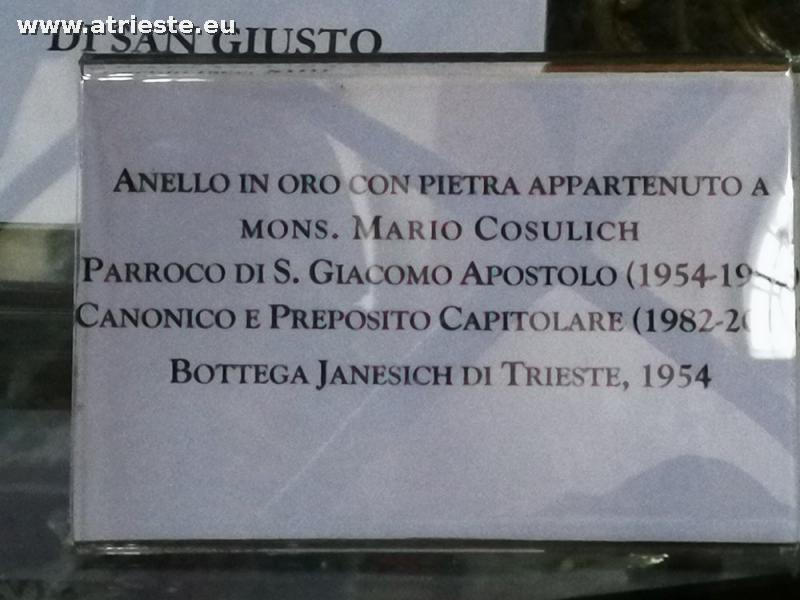 www.atrieste.eu
DI SAN GIUSTO
ANELLO IN ORO CON PIETRA APPARTENUTO A
MONS. MARIO COSULICH
PARROCO DI S. GIACOMO APOSTOLO (1954-19
CANONICO E PREPOSITO CAPITOLARE (1982-20
BOTTEGA JANESICH DI TRIESTE, 1954